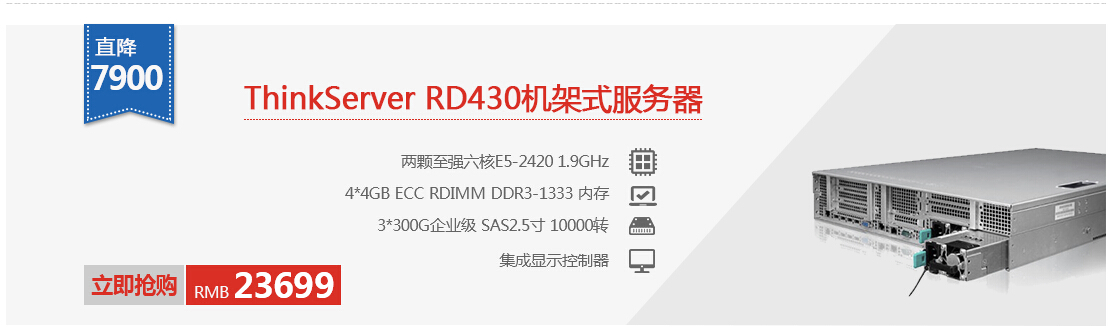 直降
7900
ThinkServer RD430机架式服务器
两颗至强六核E5-2420 1.9GHz
4*4GB ECC RDIMM DDR3-1333 内存
3*300G企业级 SAS2.5寸 10000转
集成显示控制器
立即抢购 RMB 23699